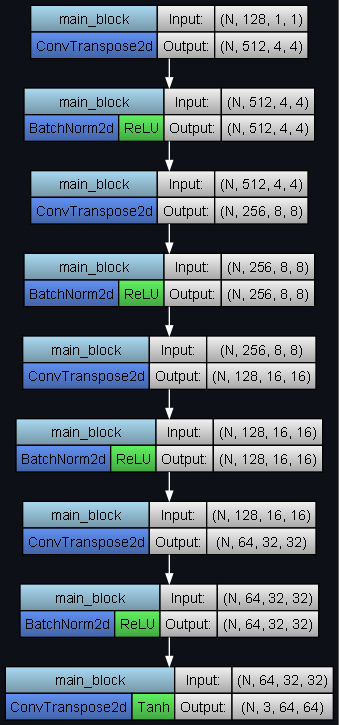 main_block Input: (N, 128, 1, 1)
ConvTranspose2d Output: (N, 512, 4, 4)
main_block Input: (N, 512, 4, 4)
BatchNorm2d ReLU Output: (N, 512, 4, 4)
main_block Input: (N, 512, 4, 4)
ConvTranspose2d Output: (N, 256, 8, 8)
main_block Input: (N, 256, 8, 8)
BatchNorm2d ReLU Output: (N, 256, 8, 8)
main_block Input: (N, 256, 8, 8)
ConvTranspose2d Output: (N, 128, 16, 16)
main_block Input: (N, 128, 16, 16)
BatchNorm2d ReLU Output: (N, 128, 16, 16)
main_block Input: (N, 128, 16, 16)
ConvTranspose2d Output: (N, 64, 32, 32)
main_block Input: (N, 64, 32, 32)
BatchNorm2d ReLU Output: (N, 64, 32, 32)
main_block Input: (N, 64, 32, 32)
ConvTranspose2d Tanh Output: (N, 3, 64, 64)